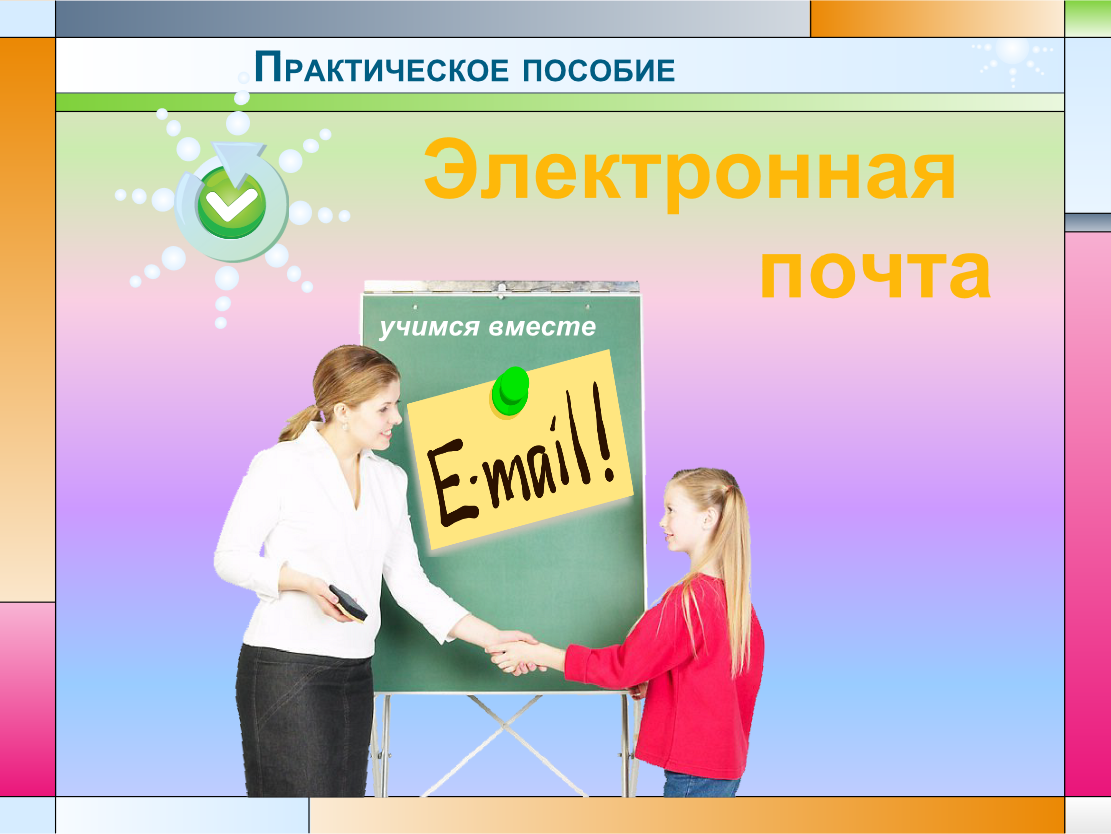 Практическое пособие
Электронная
почта
учимся вместе
E-mail!